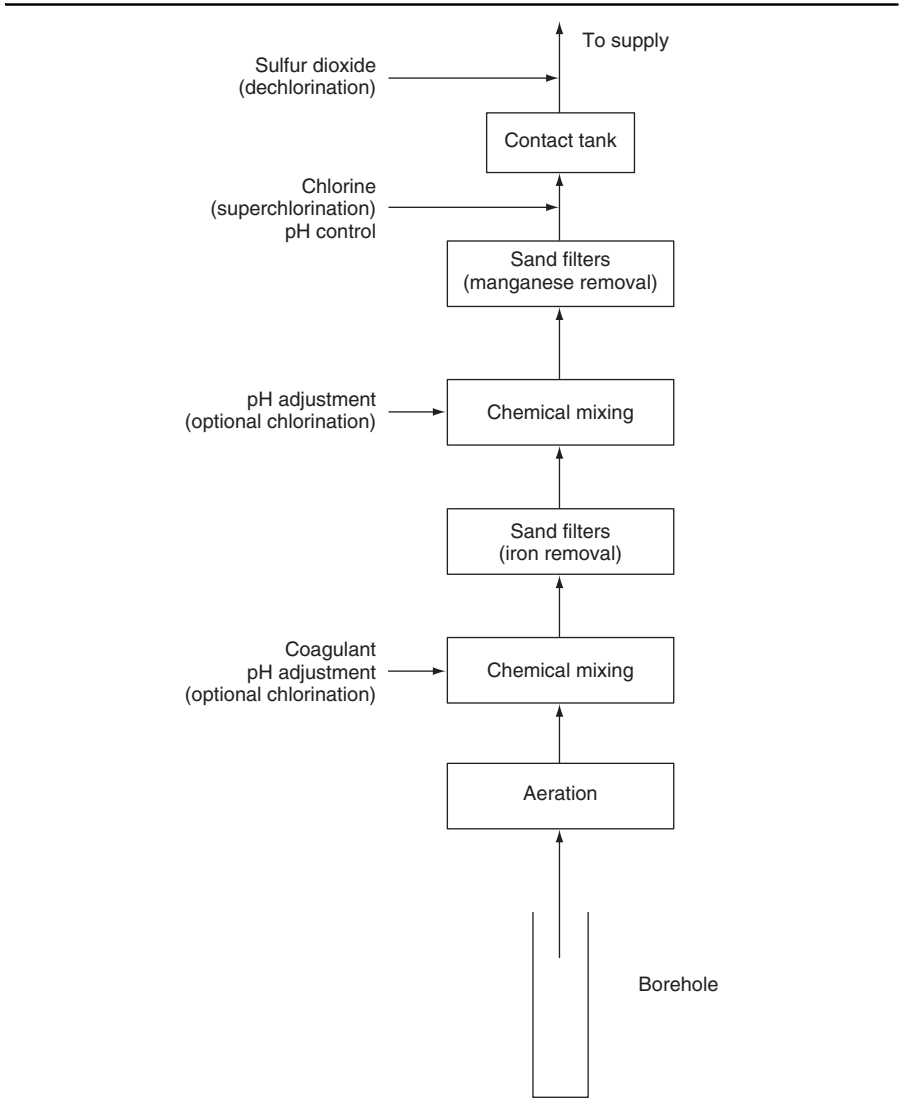 To supply
Sulfur dioxide
(dechlorination)
Contact tank
Chlorine
(superchlorination)
pH control
Sand filters
(manganese removal)
pH adjustment
(optional chlorination)
Chemical mixing
Sand filters
(iron removal)
Coagulant
pH adjustment
(optional chlorination)
Chemical mixing
Aeration
Borehole